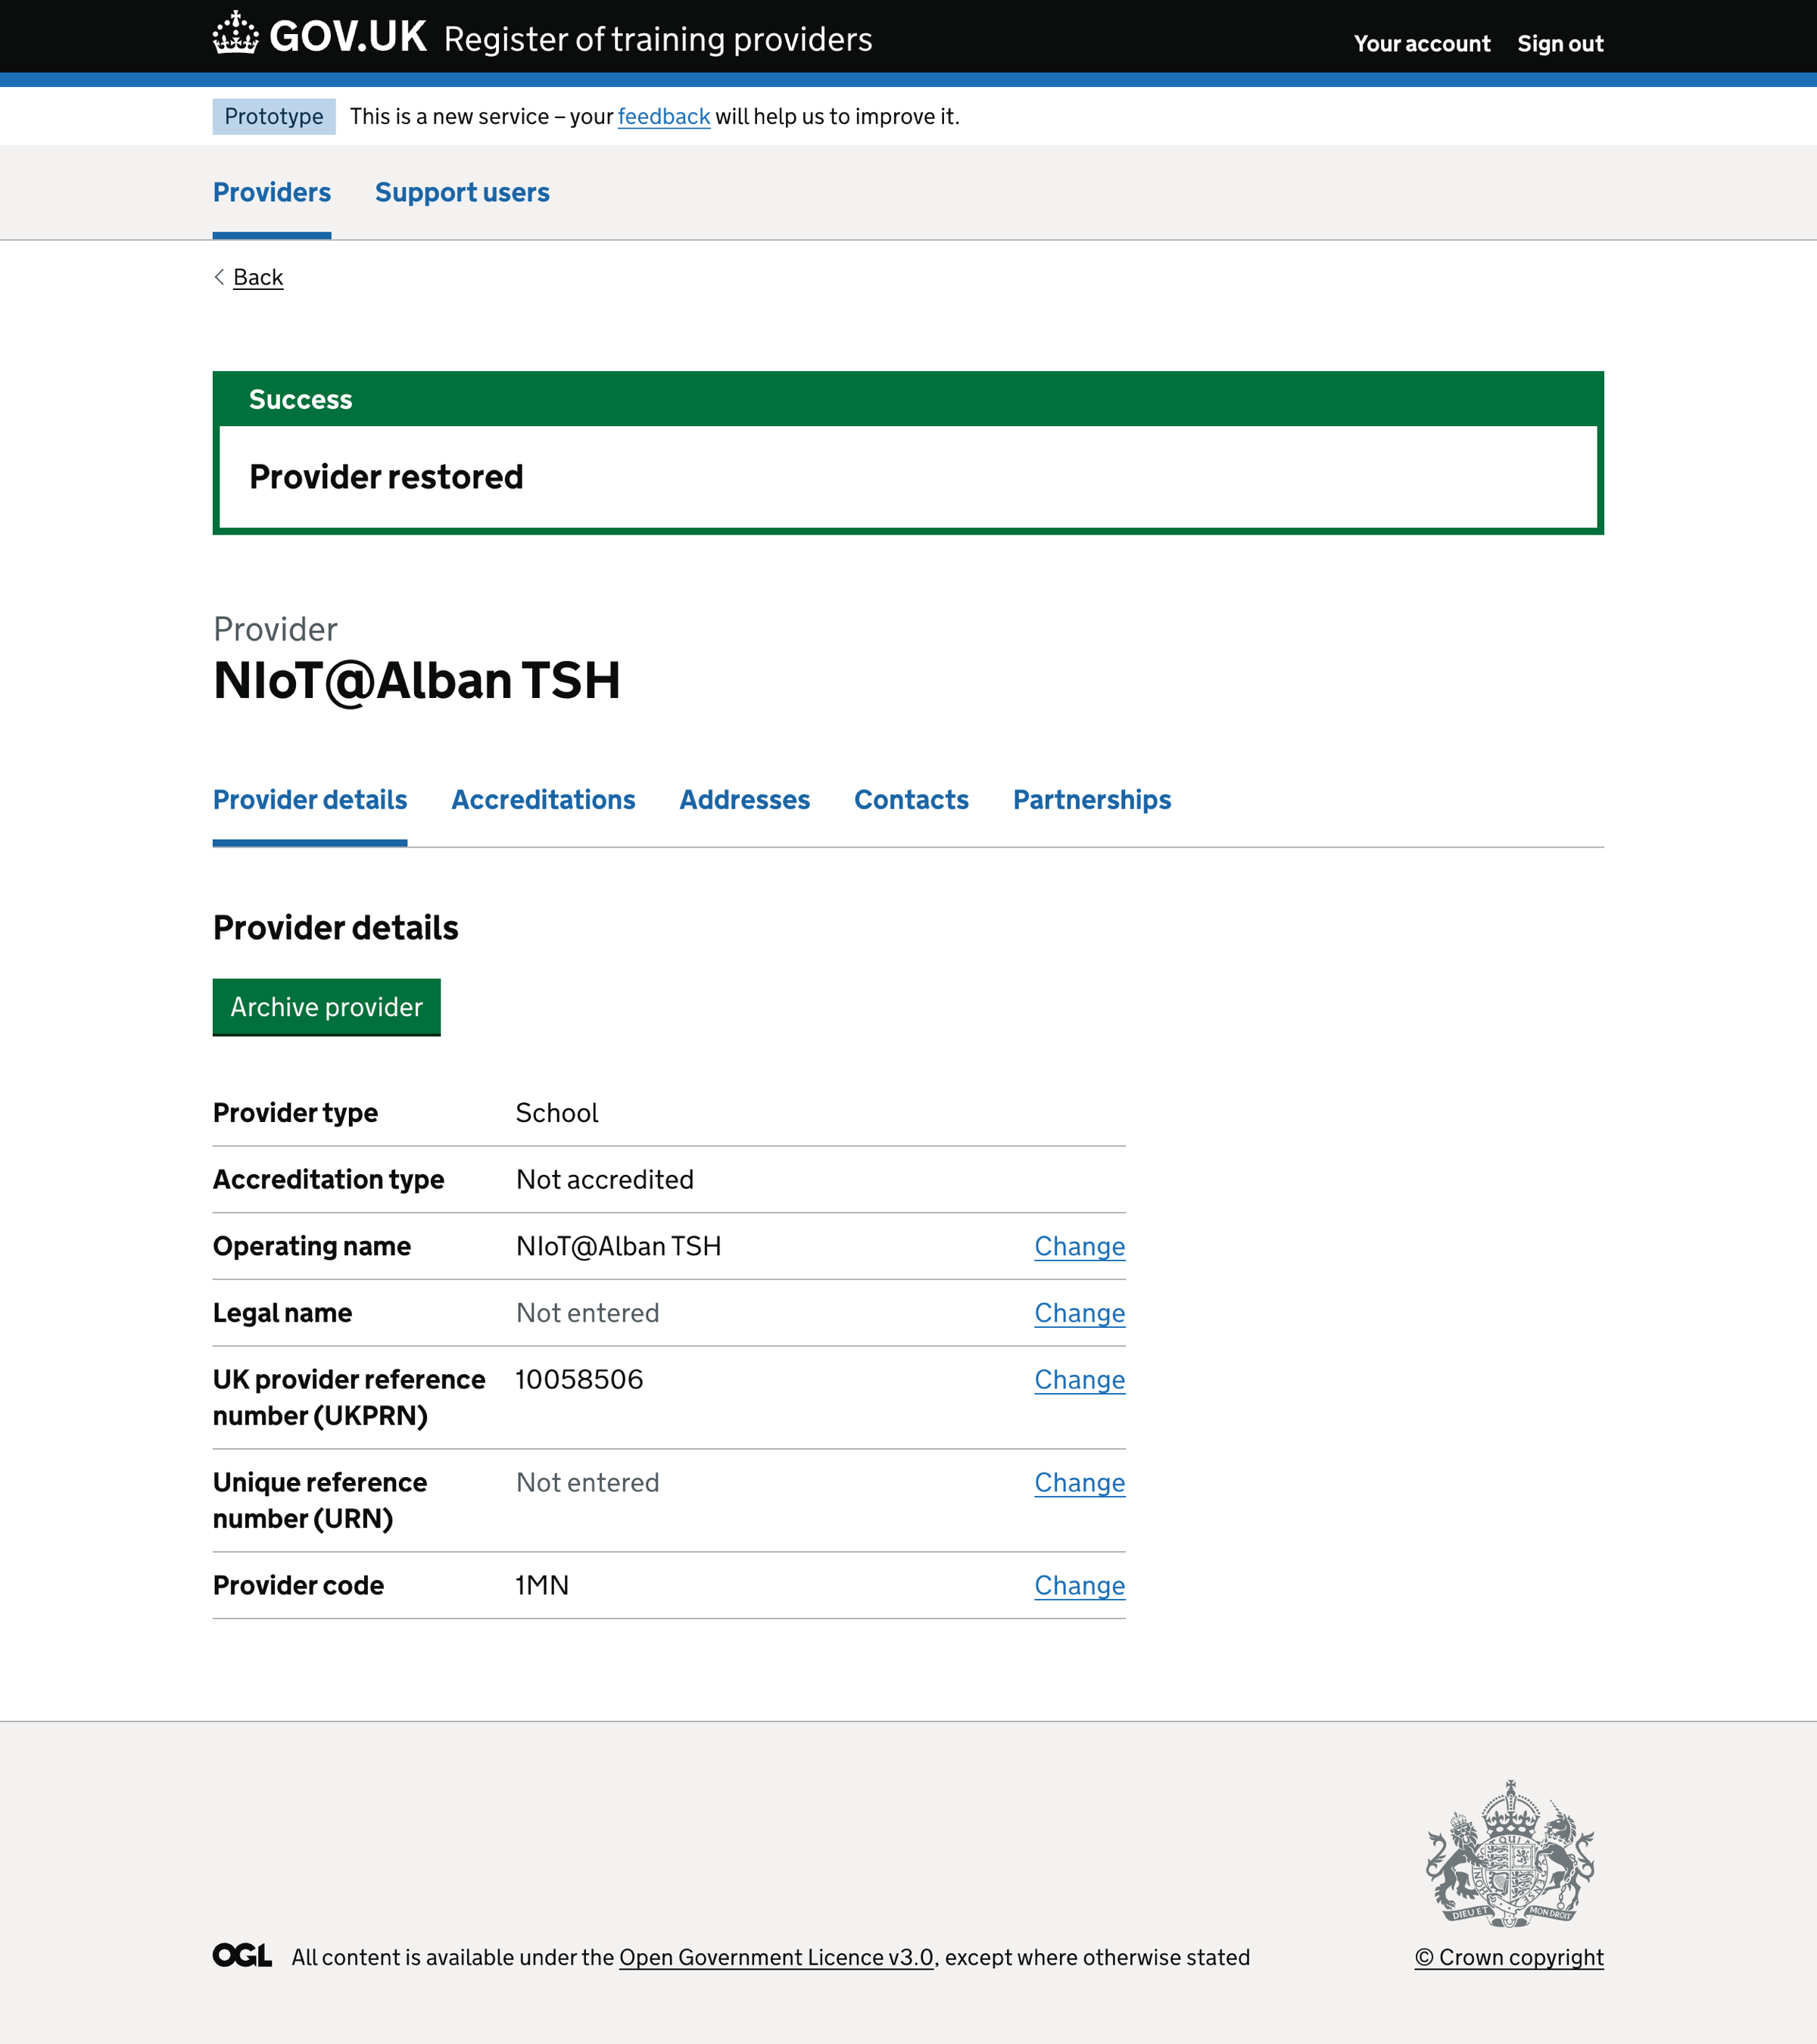 GOV.UK Register of training providers Your account Sign out
Prototype This is a new service – your feedback will help us to improve it.
Providers Support users
Back
Success
Provider restored
Provider
NIoT@Alban TSH
Provider details Accreditations Addresses Contacts Partnerships
Provider details
Archive provider
Provider type School
Accreditation type Not accredited
Operating name NIoT@Alban TSH Change
Legal name Not entered Change
UK provider reference 10058506 Change
number (UKPRN)
Unique reference Not entered Change
number (URN)
Provider code 1MN Change
QUI
DIEU ET MON DROIT
OGL All content is available under the Open Government Licence v3.0, except where otherwise stated © Crown copyright